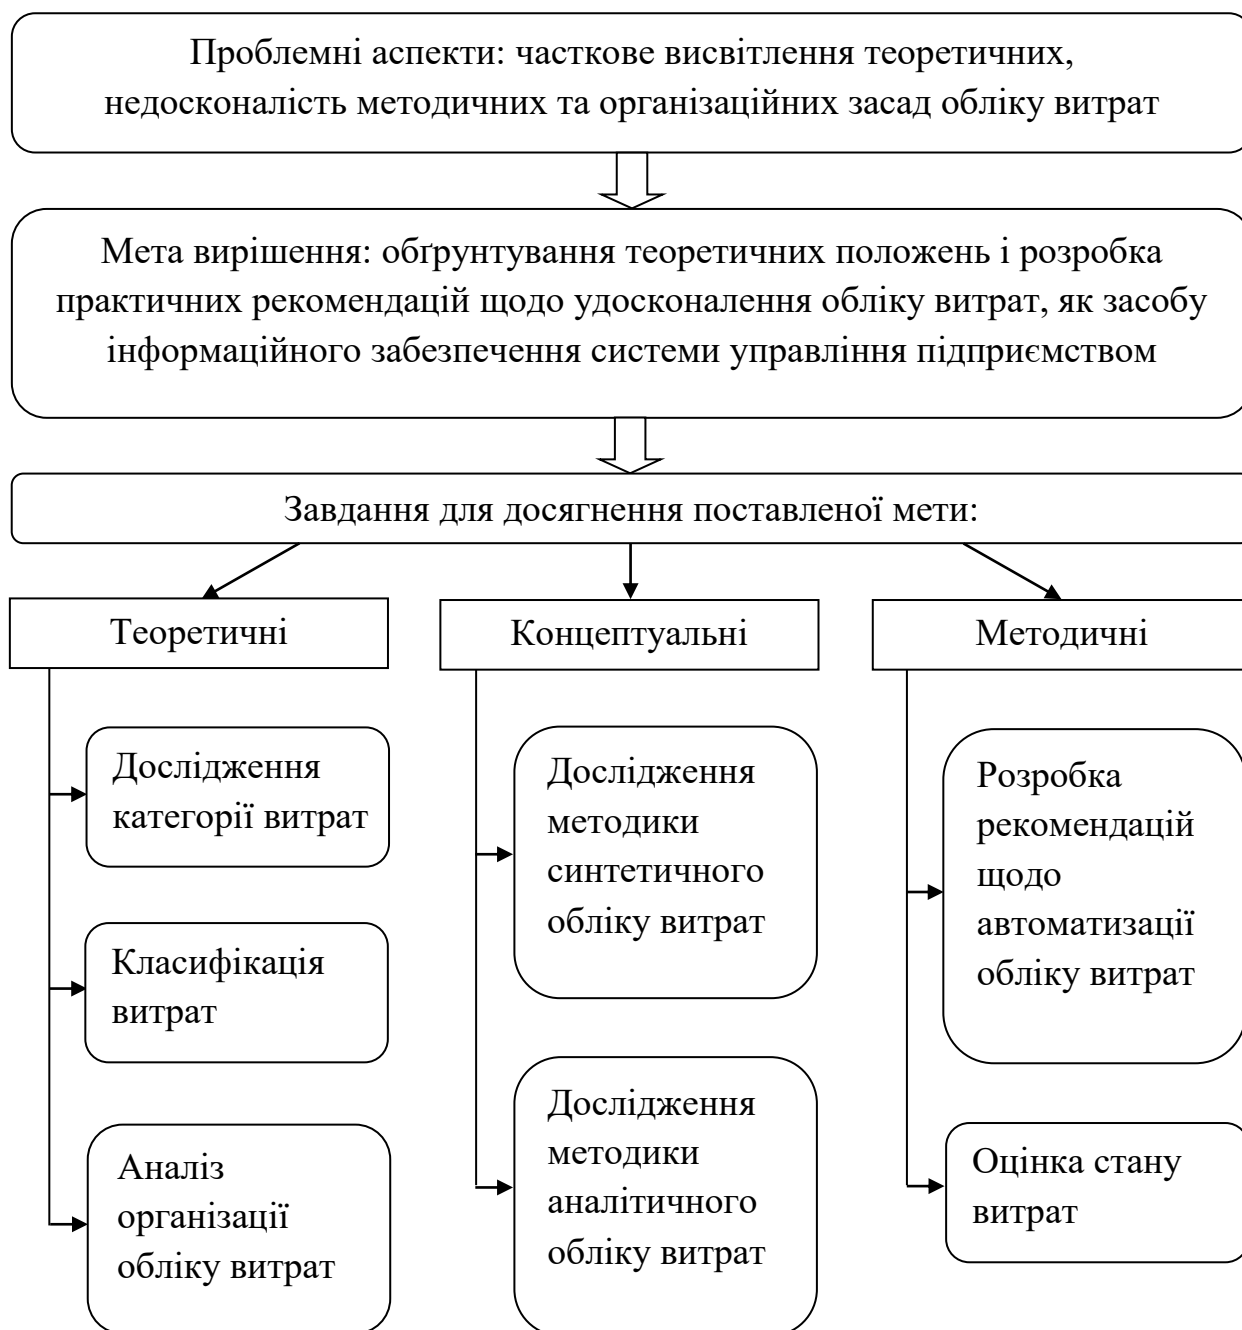 Проблемні аспекти: часткове висвітлення теоретичних,
недосконалість методичних та організаційних засад обліку витрат
Мета вирішення: обґрунтування теоретичних положень і розробка
практичних рекомендацій щодо удосконалення обліку витрат, як засобу
інформаційного забезпечення системи управління підприємством
Завдання для досягнення поставленої мети:
Теоретичні
Дослідження
категорії витрат
Класифікація
витрат
Аналіз
організації
обліку витрат
Концептуальні
Дослідження
методики
синтетичного
обліку витрат
Дослідження
методики
аналітичного
обліку витрат
Методичні
Розробка
рекомендацій
щодо
автоматизації
обліку витрат
Оцінка стану
витрат